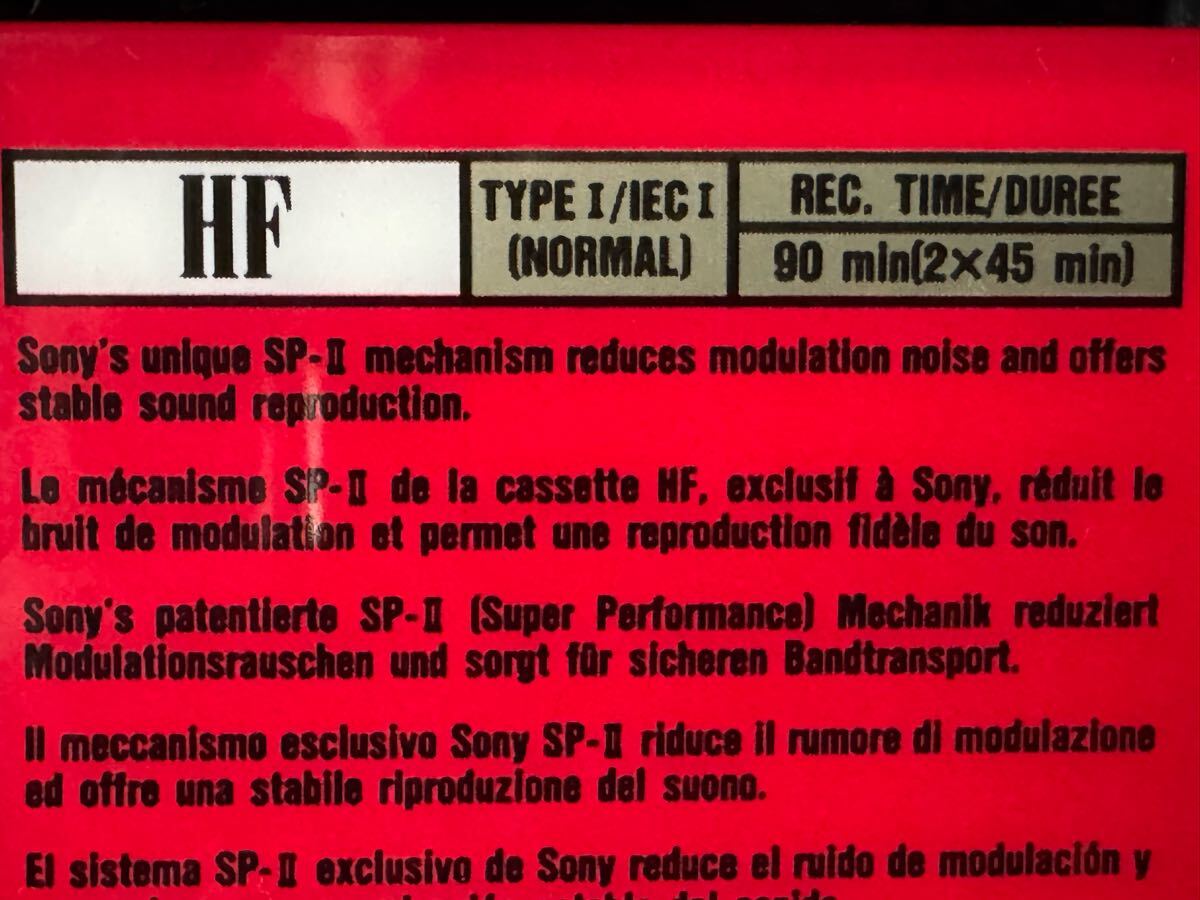 HF
TYPE I/IEC I
(NORMAL)
REC. TIME/DUREE
90 min(2×45 min)
Sony's unique SP-II mechanism reduces modulation noise and offers
stable sound reproduction.
Le mécanisme SP-II de la cassette HF, exclusif à Sony, réduit le
bruit de modulation et permet une reproduction fidèle du son.
Sony's patentierte SP-II (Super Performance) Mechanik reduziert
Modulationsrauschen und sorgt für sicheren Bandtransport.
Il meccanismo esclusivo Sony SP-II riduce il rumore di modulazione
ed offre una stabile riproduzione del suono.
El sistema SP-II exclusivo de Sony reduce el ruido de modulación y